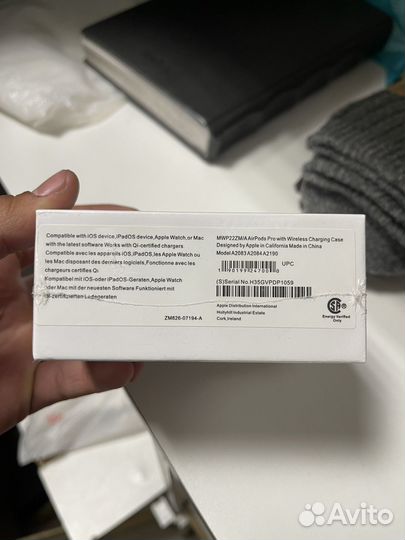 Compatible with iOS device,iPadOS-device,Apple Watch,or Mac
with the latest software Works with Qi-certified chargers.
Compatible avec les appareils iOS,iPadOS,les Apple Watch ou
les Mac disposant des derniers logiciels,Fonctionne avec les
chargeurs certifies Qi.
Kompatibel mit iOS-oder iPadOS-Geraten,Apple Watch
oder Mac mit der neuesten Software Funktioniert mit
Qi-zertifizierten Ladegeraten
ZM626-07194-A
MWP22ZM/A AirPods Pro with Wireless Charging Case
Designed by Apple in California Made in China
Model A2083 A2084 A2190
UPC
(S)Serial No.H3SGVPDP1059
Apple Distribution International
Hollyhill Industrial Estate
Cork,Ireland
Energy Verified
Only
Avito